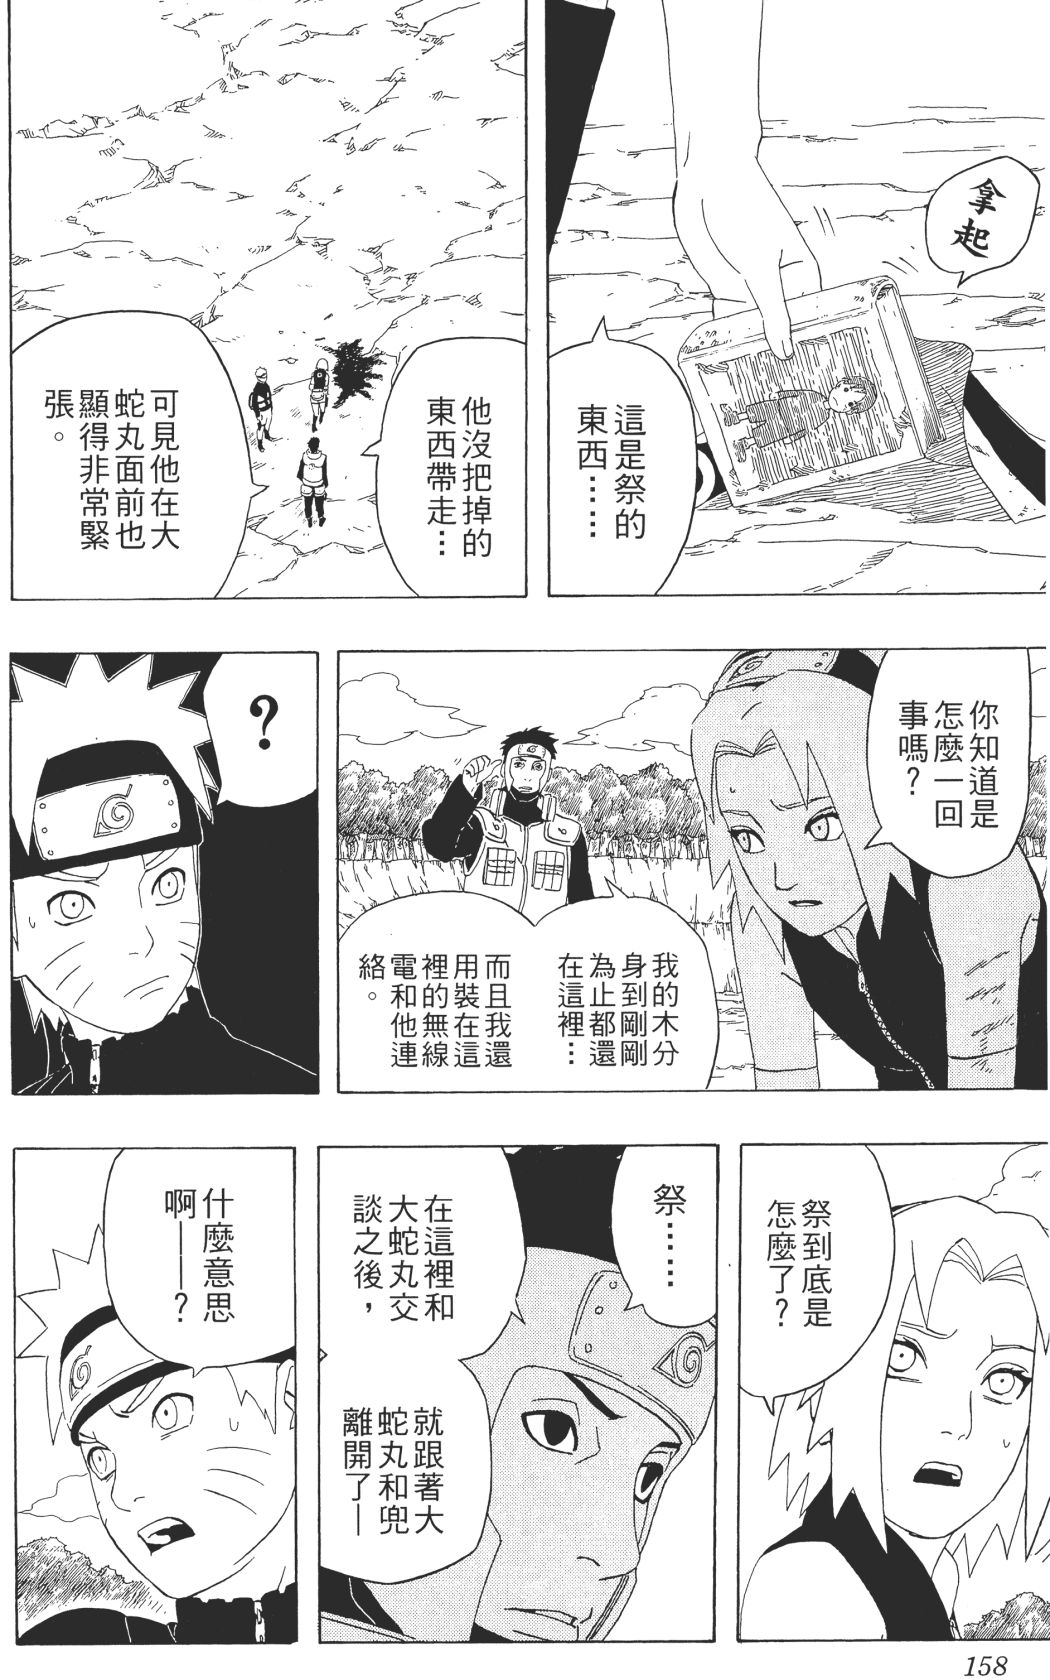 拿起
這是祭的
東西……
他沒把掉的
東西帶走…
可見他在大
蛇丸面前也
顯得非常緊
張。
你知道是
怎麼一回
事嗎？
我的木分
身到剛剛
為止都還
在這裡…
而且我還
用裝在這
裡的無線
電和他連
絡。
？
祭到底是
怎麼了？
祭……
在這裡和
大蛇丸交
談之後，
就跟著大
蛇丸和兜
離開了—
什麼意思
啊——？
158